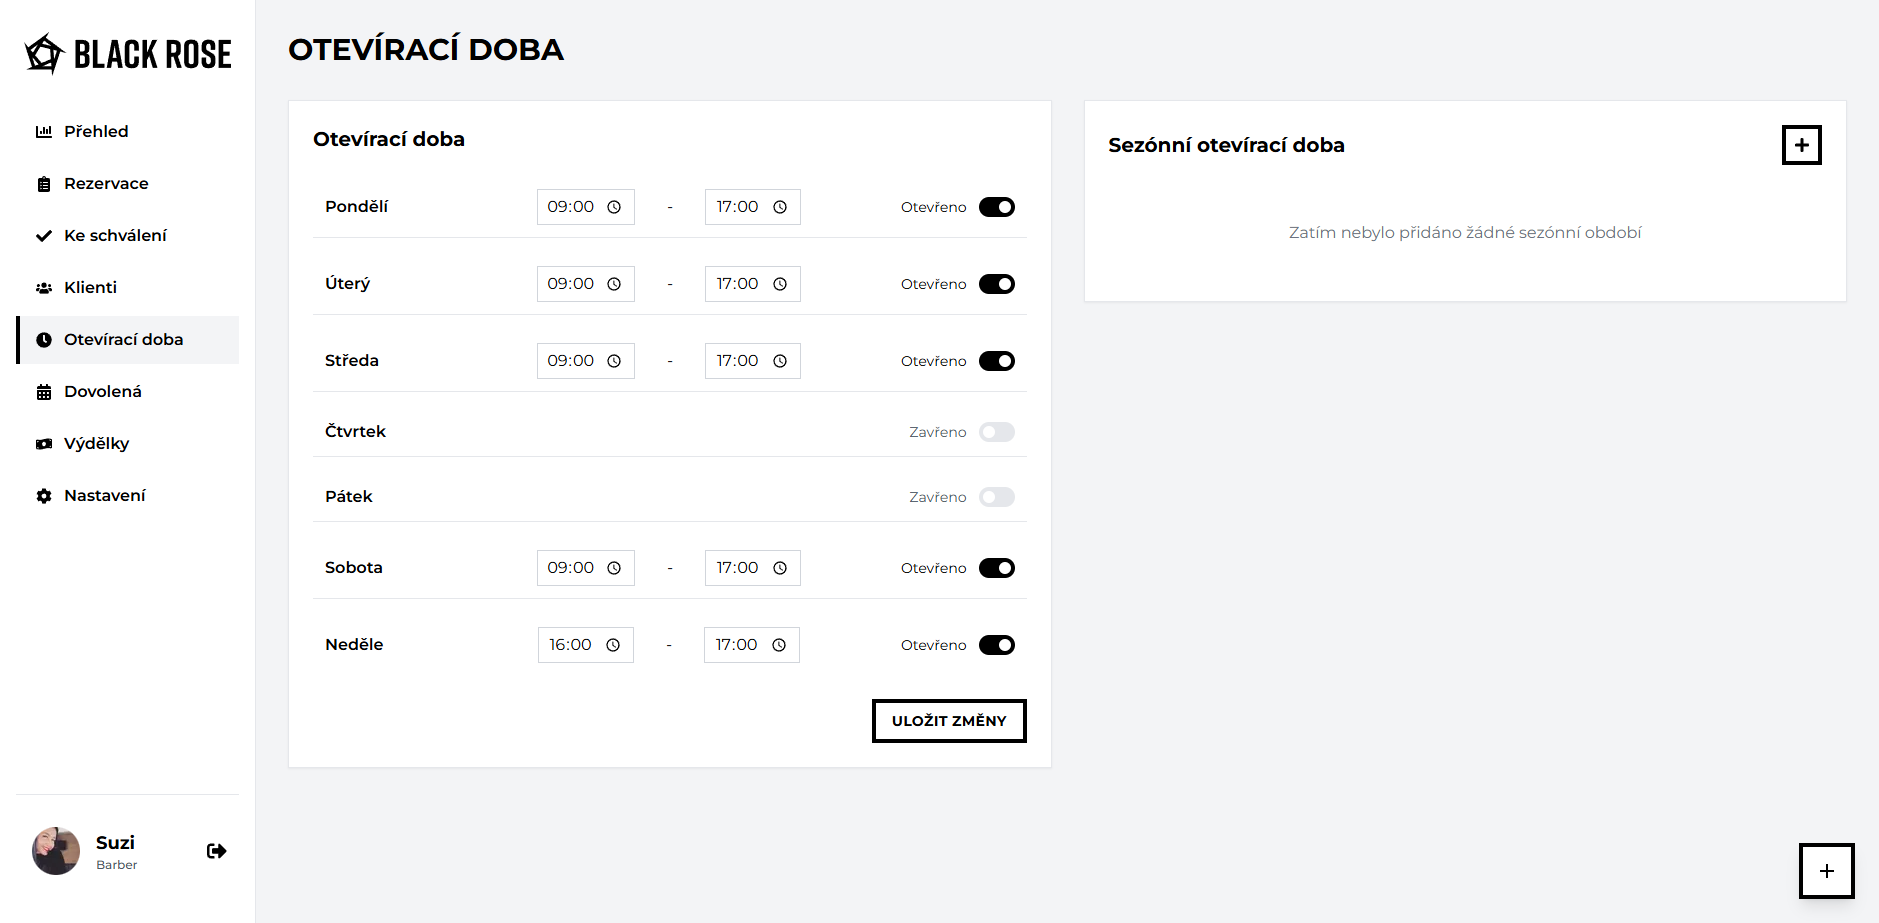 BLACK ROSE
Přehled
Rezervace
Ke schválení
Klienti
Otevírací doba
Dovolená
Výdělky
Nastavení
Suzi
Barber
OTEVÍRACÍ DOBA
Otevírací doba
Pondělí 09:00 - 17:00 Otevřeno
Úterý 09:00 - 17:00 Otevřeno
Středa 09:00 - 17:00 Otevřeno
Čtvrtek Zavřeno
Pátek Zavřeno
Sobota 09:00 - 17:00 Otevřeno
Neděle 16:00 - 17:00 Otevřeno
ULOŽIT ZMĚNY
Sezónní otevírací doba
Zatím nebylo přidáno žádné sezónní období